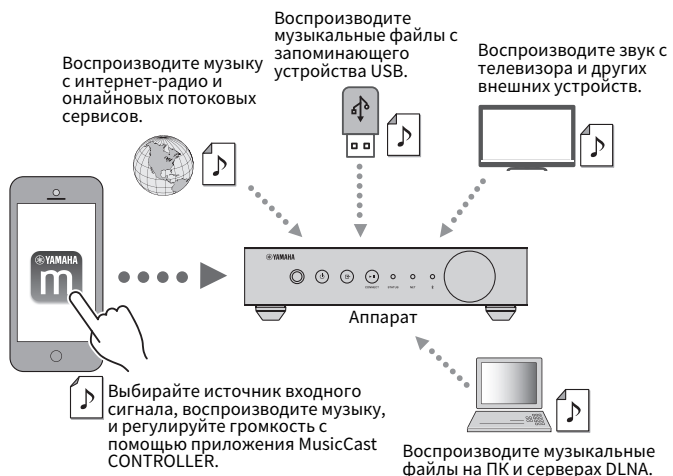 Воспроизводите
музыкальные файлы с
запоминающего
устройства USB.
Воспроизводите музыку
с интернет-радио и
онлайновых потоковых
сервисов.
Воспроизводите звук с
телевизора и других
внешних устройств.
YAMAHA
m
YAMAHA
CONNECT STATUS NET
Аппарат
Выбирайте источник входного
сигнала, воспроизводите музыку,
и регулируйте громкость с
помощью приложения MusicCast
CONTROLLER.
Воспроизводите музыкальные
файлы на ПК и серверах DLNA.